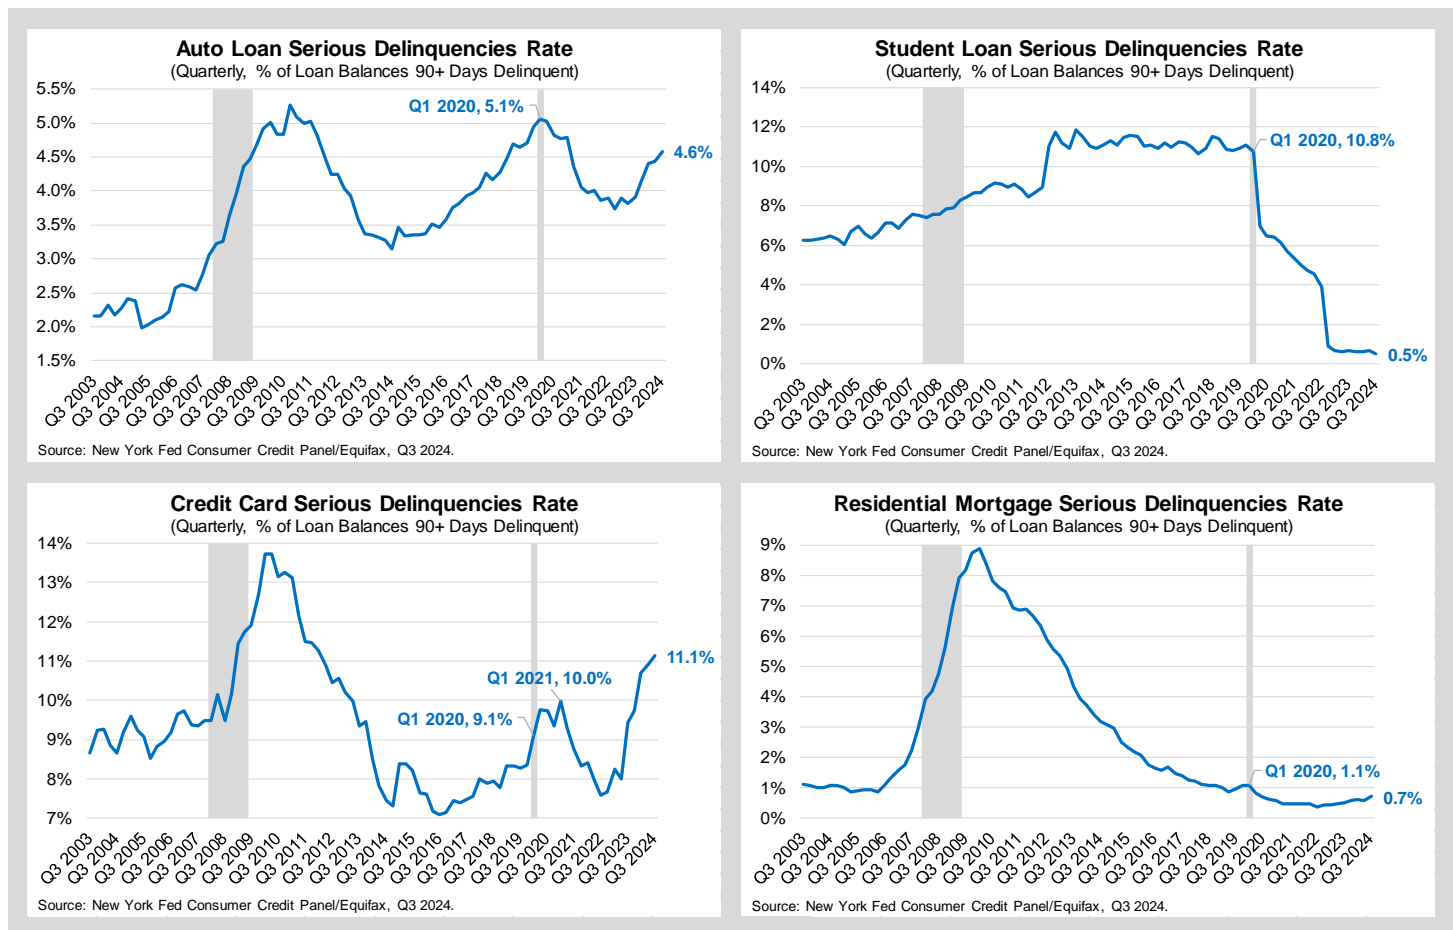 Auto Loan Serious Delinquencies Rate
(Quarterly, % of Loan Balances 90+ Days Delinquent)
5.5%
5.0%
4.5%
4.0%
3.5%
3.0%
2.5%
2.0%
1.5%
Q1 2020, 5.1%
4.6%
Q3 2003
Q3 2004
Q3 2005
Q3 2006
Q3 2007
Q3 2008
Q3 2009
Q3 2010
Q3 2011
Q3 2012
Q3 2013
Q3 2014
Q3 2015
Q3 2016
Q3 2017
Q3 2018
Q3 2019
Q3 2020
Q3 2021
Q3 2022
Q3 2023
Q3 2024
Source: New York Fed Consumer Credit Panel/Equifax, Q3 2024.
Student Loan Serious Delinquencies Rate
(Quarterly, % of Loan Balances 90+ Days Delinquent)
14%
12%
10%
8%
6%
4%
2%
0%
Q1 2020, 10.8%
0.5%
Q3 2003
Q3 2004
Q3 2005
Q3 2006
Q3 2007
Q3 2008
Q3 2009
Q3 2010
Q3 2011
Q3 2012
Q3 2013
Q3 2014
Q3 2015
Q3 2016
Q3 2017
Q3 2018
Q3 2019
Q3 2020
Q3 2021
Q3 2022
Q3 2023
Q3 2024
Source: New York Fed Consumer Credit Panel/Equifax, Q3 2024.
Credit Card Serious Delinquencies Rate
(Quarterly, % of Loan Balances 90+ Days Delinquent)
14%
13%
12%
11%
10%
9%
8%
7%
11.1%
Q1 2021, 10.0%
Q1 2020, 9.1%
Q3 2003
Q3 2004
Q3 2005
Q3 2006
Q3 2007
Q3 2008
Q3 2009
Q3 2010
Q3 2011
Q3 2012
Q3 2013
Q3 2014
Q3 2015
Q3 2016
Q3 2017
Q3 2018
Q3 2019
Q3 2020
Q3 2021
Q3 2022
Q3 2023
Q3 2024
Source: New York Fed Consumer Credit Panel/Equifax, Q3 2024.
Residential Mortgage Serious Delinquencies Rate
(Quarterly, % of Loan Balances 90+ Days Delinquent)
9%
8%
7%
6%
5%
4%
3%
2%
1%
0%
Q1 2020, 1.1%
0.7%
Q3 2003
Q3 2004
Q3 2005
Q3 2006
Q3 2007
Q3 2008
Q3 2009
Q3 2010
Q3 2011
Q3 2012
Q3 2013
Q3 2014
Q3 2015
Q3 2016
Q3 2017
Q3 2018
Q3 2019
Q3 2020
Q3 2021
Q3 2022
Q3 2023
Q3 2024
Source: New York Fed Consumer Credit Panel/Equifax, Q3 2024.